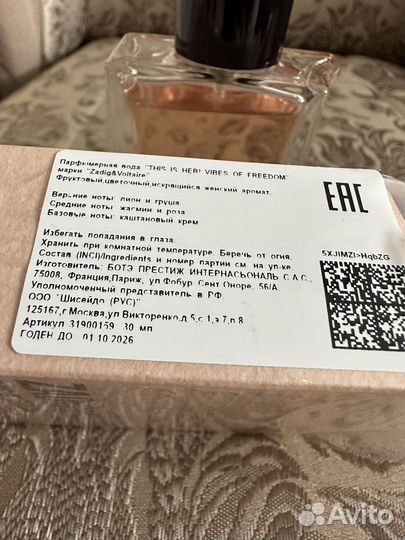 Парфюмерная вода "THIS IS HER! VIBES OF FREEDOM"
марки "Zadig&Voltaire"
Фруктовый,цветочный,искрящийся женский аромат.
Верхние ноты: пион и груша
Средние ноты: жасмин и роза
Базовые ноты: каштановый крем
Избегать попадания в глаза.
Хранить при комнатной температуре. Беречь от огня.
Состав (INCI)/Ingredients и номер партии см. на уп-ке.
Изготовитель: БОТЭ ПРЕСТИЖ ИНТЕРНАСЬОНАЛЬ С.А.С.,
75008, Франция,Париж, ул Фобур Сент Оноре, 56/А
Уполномоченный представитель в РФ:
ООО "Шисейдо (РУС)"
125167,г.Москва,ул.Викторенко,д.5,с.1,э.7,п.8
Артикул 31900159 30 мл
ГОДЕН ДО: 01.10.2026
EAC
5XJIMZl>HqbZG
Avito